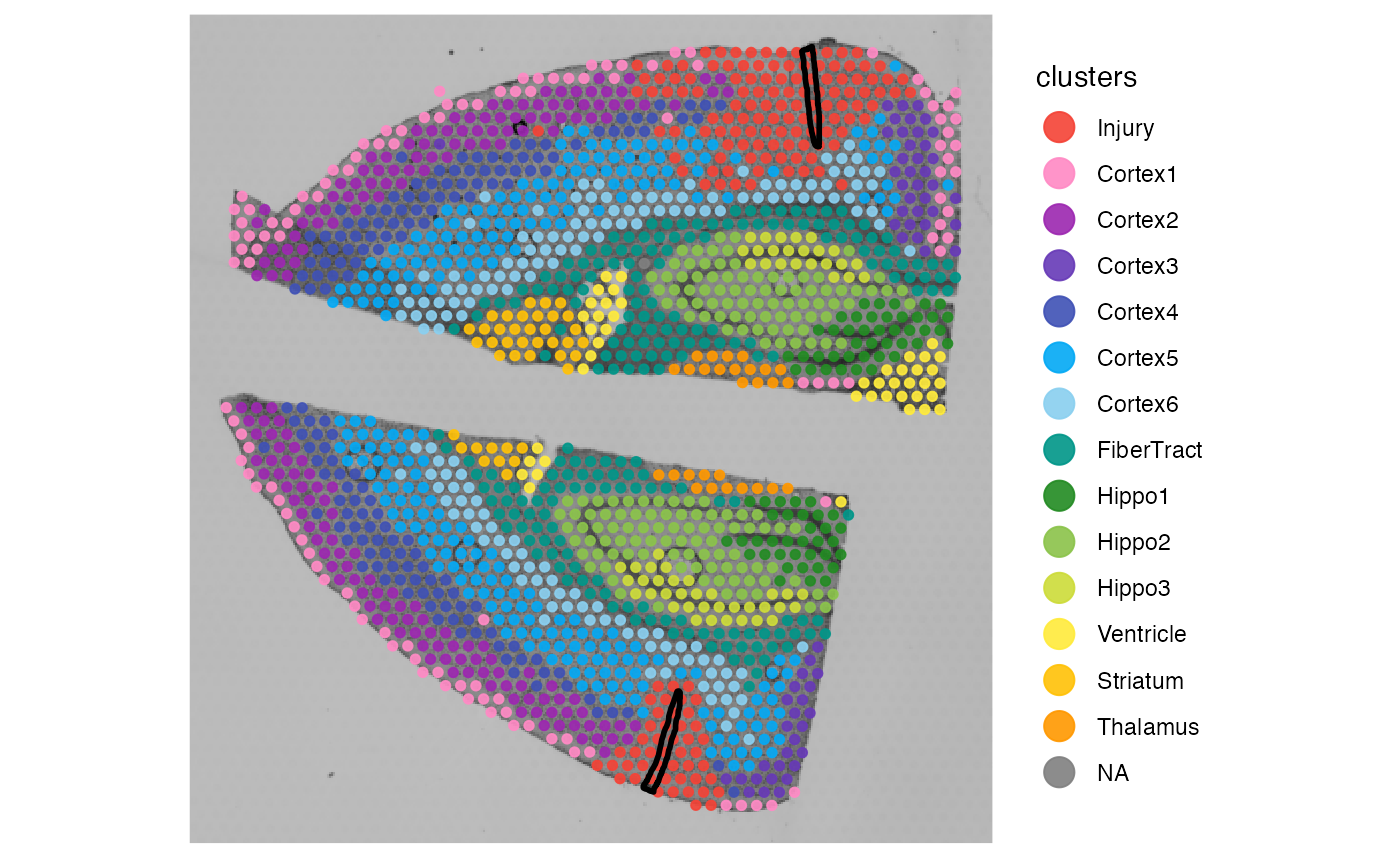 clusters
Injury
Cortex1
Cortex2
Cortex3
Cortex4
Cortex5
Cortex6
FiberTract
Hippo1
Hippo2
Hippo3
Ventricle
Striatum
Thalamus
NA